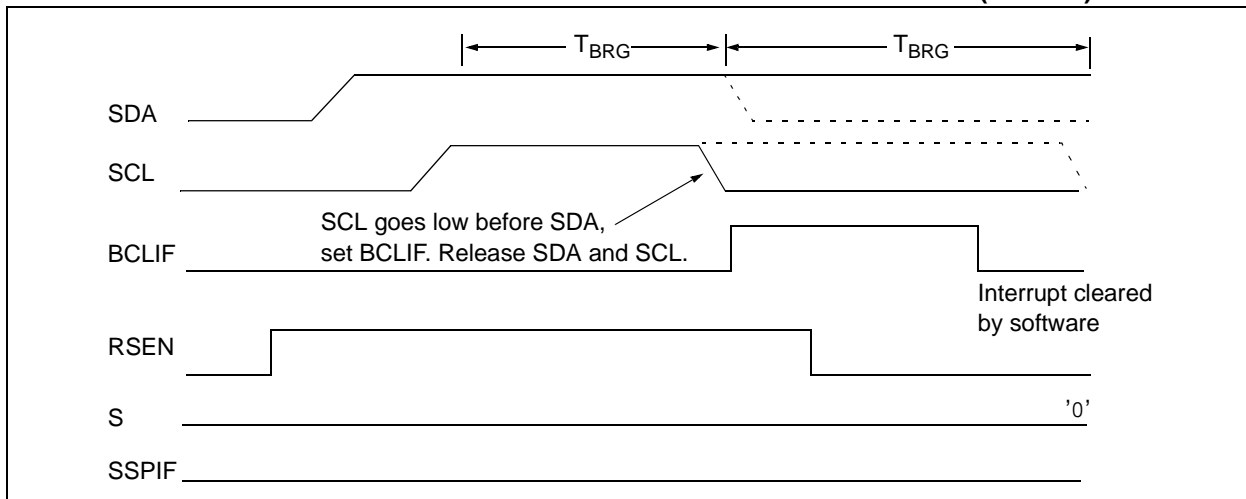 T_BRG T_BRG
SDA
SCL
SCL goes low before SDA,
set BCLIF. Release SDA and SCL.
BCLIF
Interrupt cleared
by software
RSEN
S
'0'
SSPIF